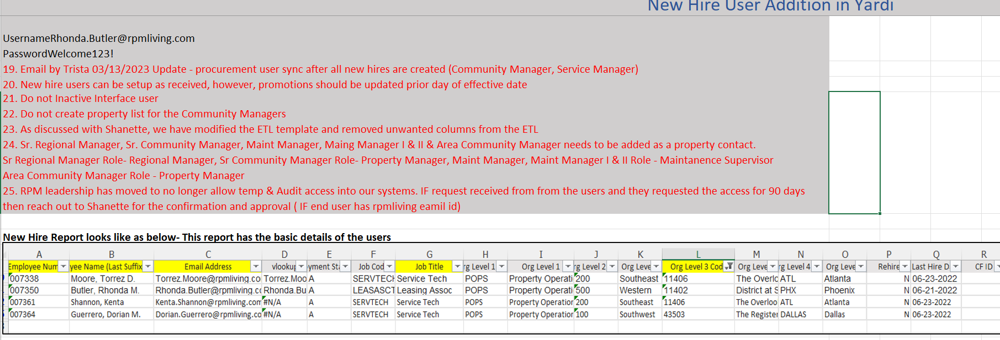 New Hire User Addition in Yardi
UsernameRhonda.Butler@rpmliving.com
PasswordWelcome123!
19. Email by Trista 03/13/2023 Update - procurement user sync after all new hires are created (Community Manager, Service Manager)
20. New hire users can be setup as received, however, promotions should be updated prior day of effective date
21. Do not Inactive Interface user
22. Do not create property list for the Community Managers
23. As discussed with Shanette, we have modified the ETL template and removed unwanted columns from the ETL
24. Sr. Regional Manager, Sr. Community Manager, Maint Manager, Maing Manager I & II & Area Community Manager needs to be added as a property contact.
Sr Regional Manager Role- Regional Manager, Sr Community Manager Role- Property Manager, Maint Manager, Maint Manager I & II Role - Maintanence Supervisor
Area Community Manager Role - Property Manager
25. RPM leadership has moved to no longer allow temp & Audit access into our systems. IF request received from from the users and they requested the access for 90 days
then reach out to Shanette for the confirmation and approval ( IF end user has rpmliving eamil id)
New Hire Report looks like as below- This report has the basic details of the users
A B C D E F G H I J K L M N O P Q R
Employee Num yee Name (Last Suffix Email Address vlookup yment Sta Job Cod Job Title rg Level 1 Org Level 1 rg Level 2 Org Leve Org Level 3 Cod Org Leve rg Level 4 Org Leve Rehire Last Hire D CF ID
007338 Moore, Torrez D. Torrez.Moore@rpmliving.co Torrez.Moo A SERVTECH Service Tech POPS Property Operati 200 Southeast 11406 The Overlo ATL Atlanta N 06-23-2022
007350 Butler, Rhonda M. Rhonda.Butler@rpmliving.co Rhonda.Bu A LEASASCT Leasing Assoc POPS Property Operati 500 Western 11402 District at S PHX Phoenix N 06-21-2022
007361 Shannon, Kenta Kenta.Shannon@rpmliving.com #N/A A SERVTECH Service Tech POPS Property Operation 200 Southeast 11406 The Overloo ATL Atlanta N 06-23-2022
007364 Guerrero, Dorian M. Dorian.Guerrero@rpmliving.co #N/A A SERVTECH Service Tech POPS Property Operation 100 Southwest 43503 The Register DALLAS Dallas N 06-23-2022